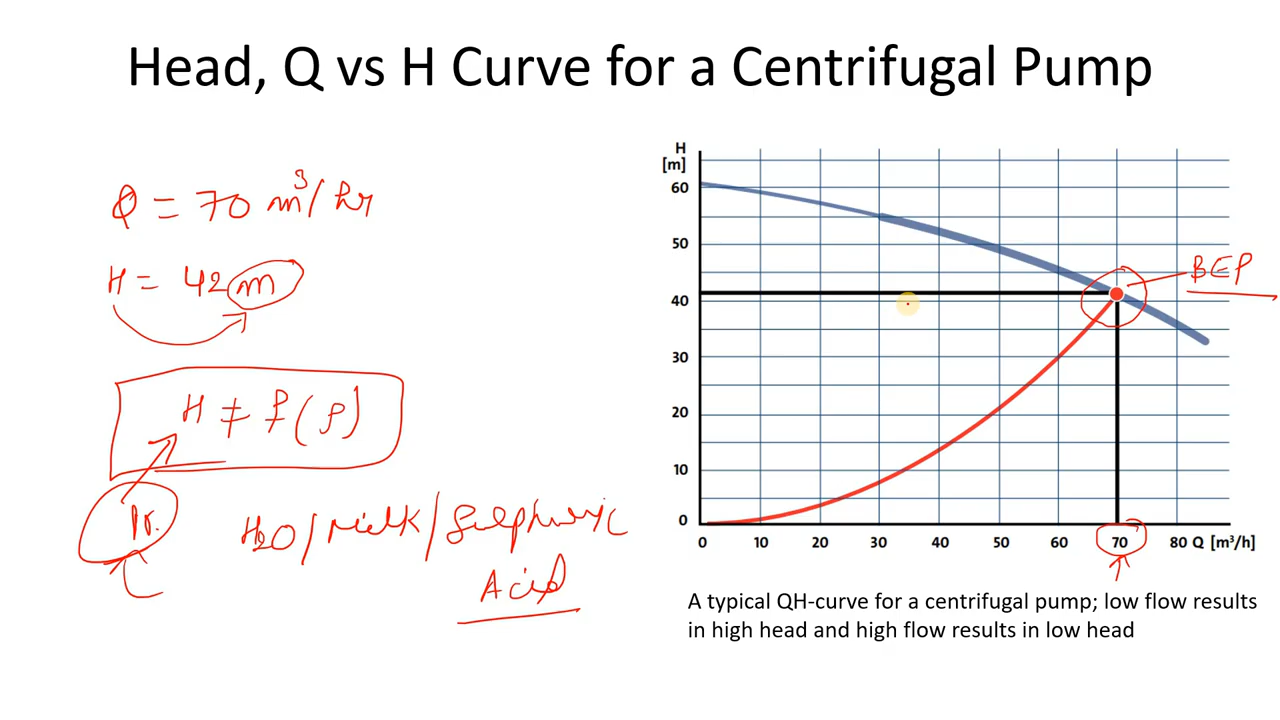 Head, Q vs H Curve for a Centrifugal Pump
Q = 70 m³/hr
H = 42 m
H ≠ f(ρ)
Pr.
H2O/Milk/Sulphuric
Acid
H
[m]
60
50
40
30
20
10
0
0 10 20 30 40 50 60 70 80 Q [m³/h]
BEP
A typical QH-curve for a centrifugal pump; low flow results
in high head and high flow results in low head